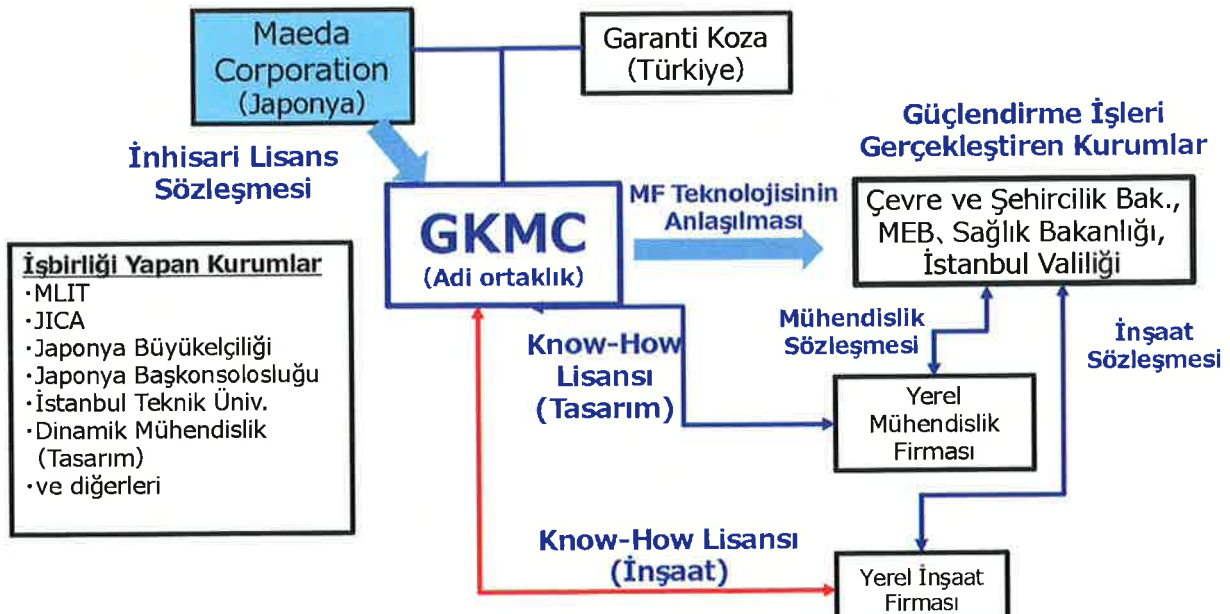 Maeda
Corporation
(Japonya)
Garanti Koza
(Türkiye)
İnhisari Lisans
Sözleşmesi
GKMC
(Adi ortaklık)
MF Teknolojisinin
Anlaşılması
Güçlendirme İşleri
Gerçekleştiren Kurumlar
Çevre ve Şehircilik Bak.,
MEB、Sağlık Bakanlığı,
İstanbul Valiliği
İşbirliği Yapan Kurumlar
・MLIT
・JICA
・Japonya Büyükelçiliği
・Japonya Başkonsolosluğu
・İstanbul Teknik Üniv.
・Dinamik Mühendislik
(Tasarım)
・ve diğerleri
Know-How
Lisansı
(Tasarım)
Mühendislik
Sözleşmesi
İnşaat
Sözleşmesi
Yerel
Mühendislik
Firması
Know-How Lisansı
(İnşaat)
Yerel İnşaat
Firması